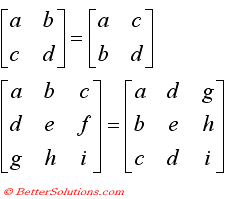 [a b; c d] = [a c; b d]
[a b c; d e f; g h i] = [a d g; b e h; c d i]
© BetterSolutions.com